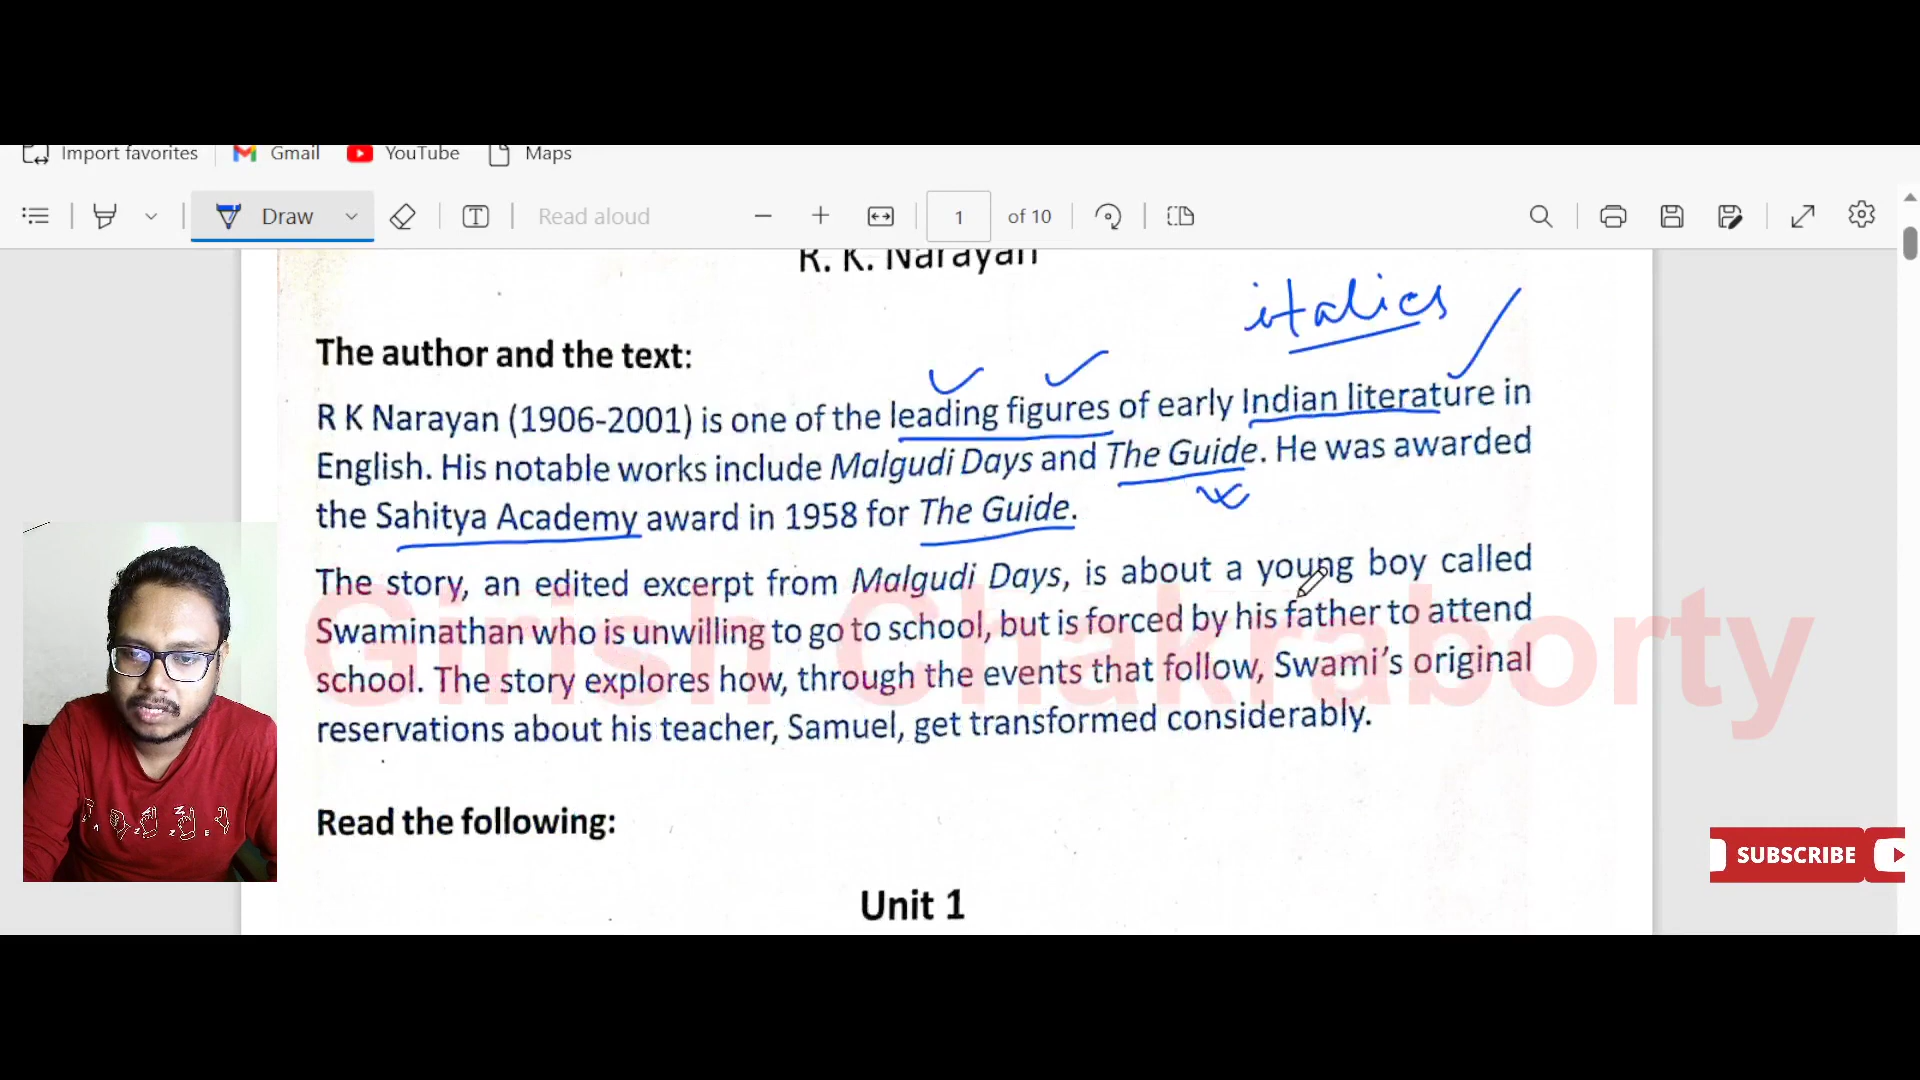 Import favorites Gmail YouTube Maps
Draw Read aloud 1 of 10
R. K. Narayan
italics
The author and the text:
R K Narayan (1906-2001) is one of the leading figures of early Indian literature in
English. His notable works include Malgudi Days and The Guide. He was awarded
the Sahitya Academy award in 1958 for The Guide.
The story, an edited excerpt from Malgudi Days, is about a young boy called
Swaminathan who is unwilling to go to school, but is forced by his father to attend
school. The story explores how, through the events that follow, Swami's original
reservations about his teacher, Samuel, get transformed considerably.
Girish Chakraborty
Read the following:
SUBSCRIBE
Unit 1